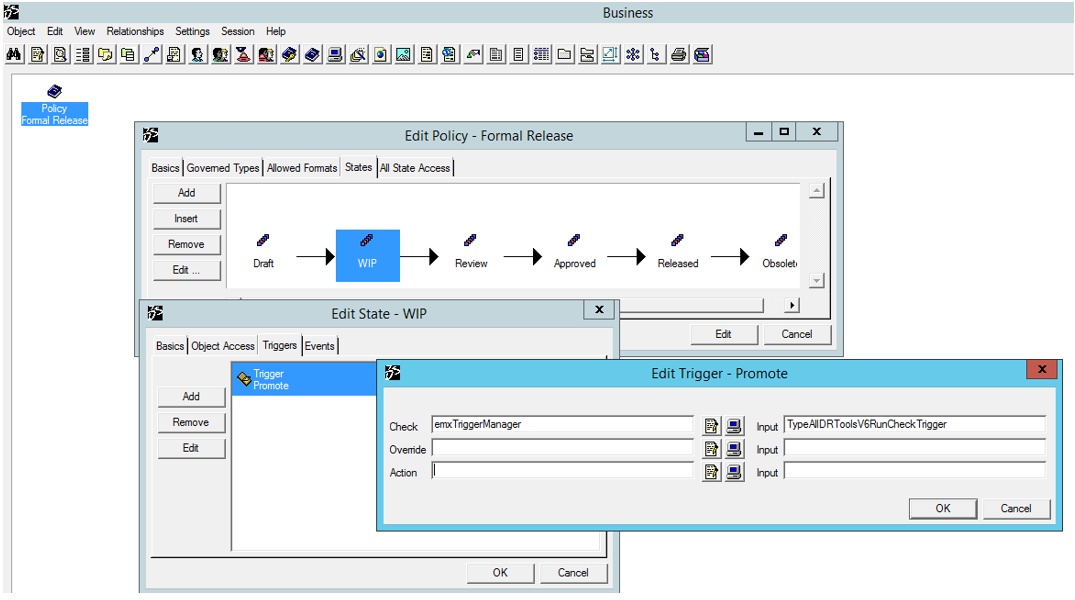 Business
Object Edit View Relationships Settings Session Help
Policy
Formal Release
Edit Policy - Formal Release
Basics Governed Types Allowed Formats States All State Access
Add
Insert
Remove
Edit ...
Draft WIP Review Approved Released Obsolet
Edit Cancel
Edit State - WIP
Basics Object Access Triggers Events
Add
Remove
Edit
Trigger
Promote
OK Cancel
Edit Trigger - Promote
Check emxTriggerManager Input TypeAllDRToolsV6RunCheckTrigger
Override Input
Action Input
OK Cancel